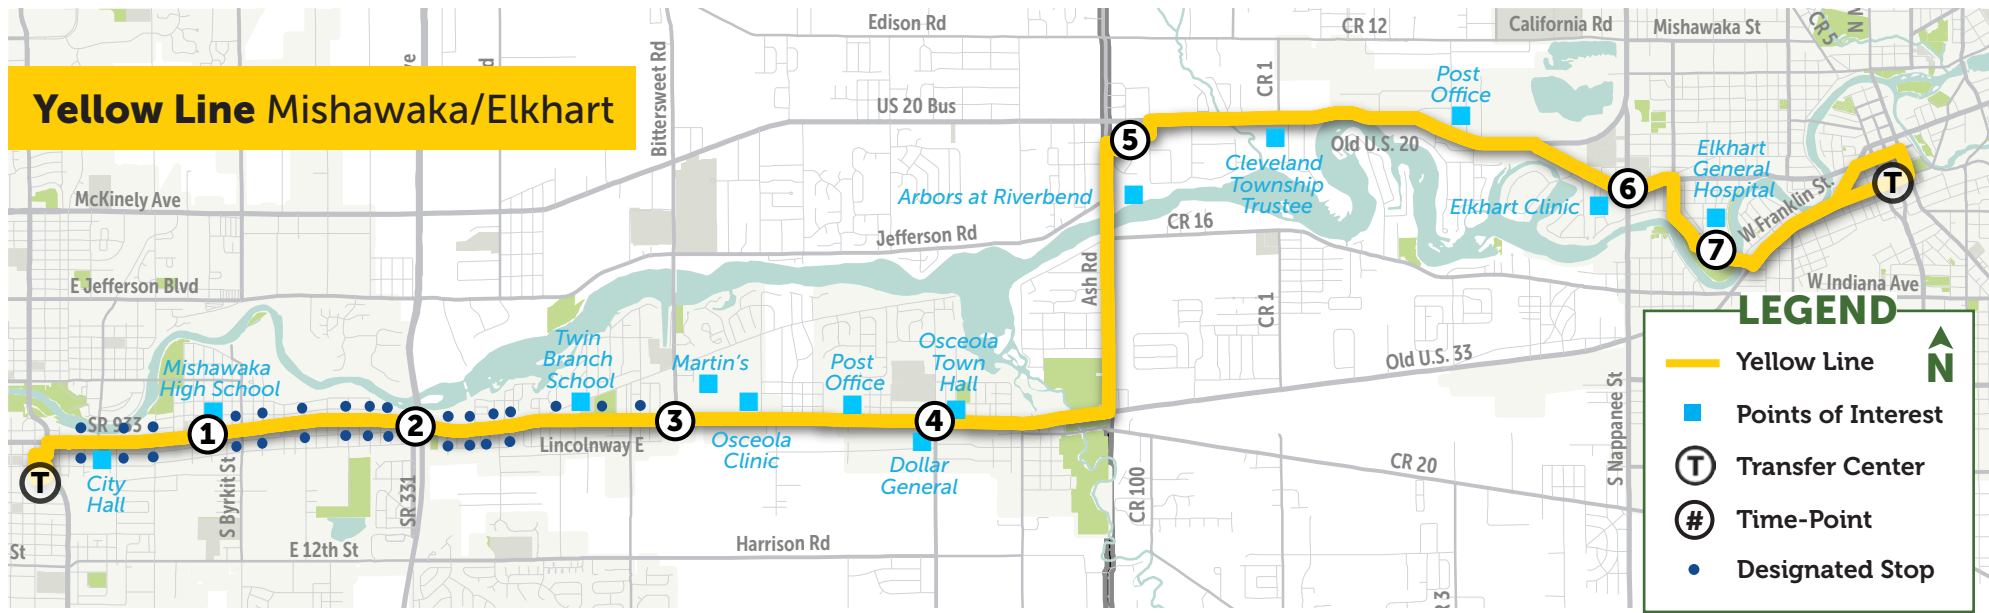 Yellow Line Mishawaka/Elkhart
Edison Rd
CR 12
California Rd
Mishawaka St
CR 5
N
ve
d
Bittersweet Rd
US 20 Bus
CR 1
Post
Office
Old U.S. 20
Cleveland
Township
Trustee
Elkhart
General
Hospital
McKinely Ave
Arbors at Riverbend
Elkhart Clinic
W Franklin St.
Jefferson Rd
CR 16
E Jefferson Blvd
Ash Rd
CR 1
W Indiana Ave
5
6
7
T
Mishawaka
High School
Twin
Branch
School
Martin's
Post
Office
Osceola
Town
Hall
Old U.S. 33
S Nappanee St
SR 933
1
2
3
4
Lincolnway E
Osceola
Clinic
Dollar
General
CR 20
T
City
Hall
S Byrkit St
SR 331
CR 100
St
E 12th St
Harrison Rd
R 3
LEGEND
N
Yellow Line
Points of Interest
T
Transfer Center
#
Time-Point
Designated Stop